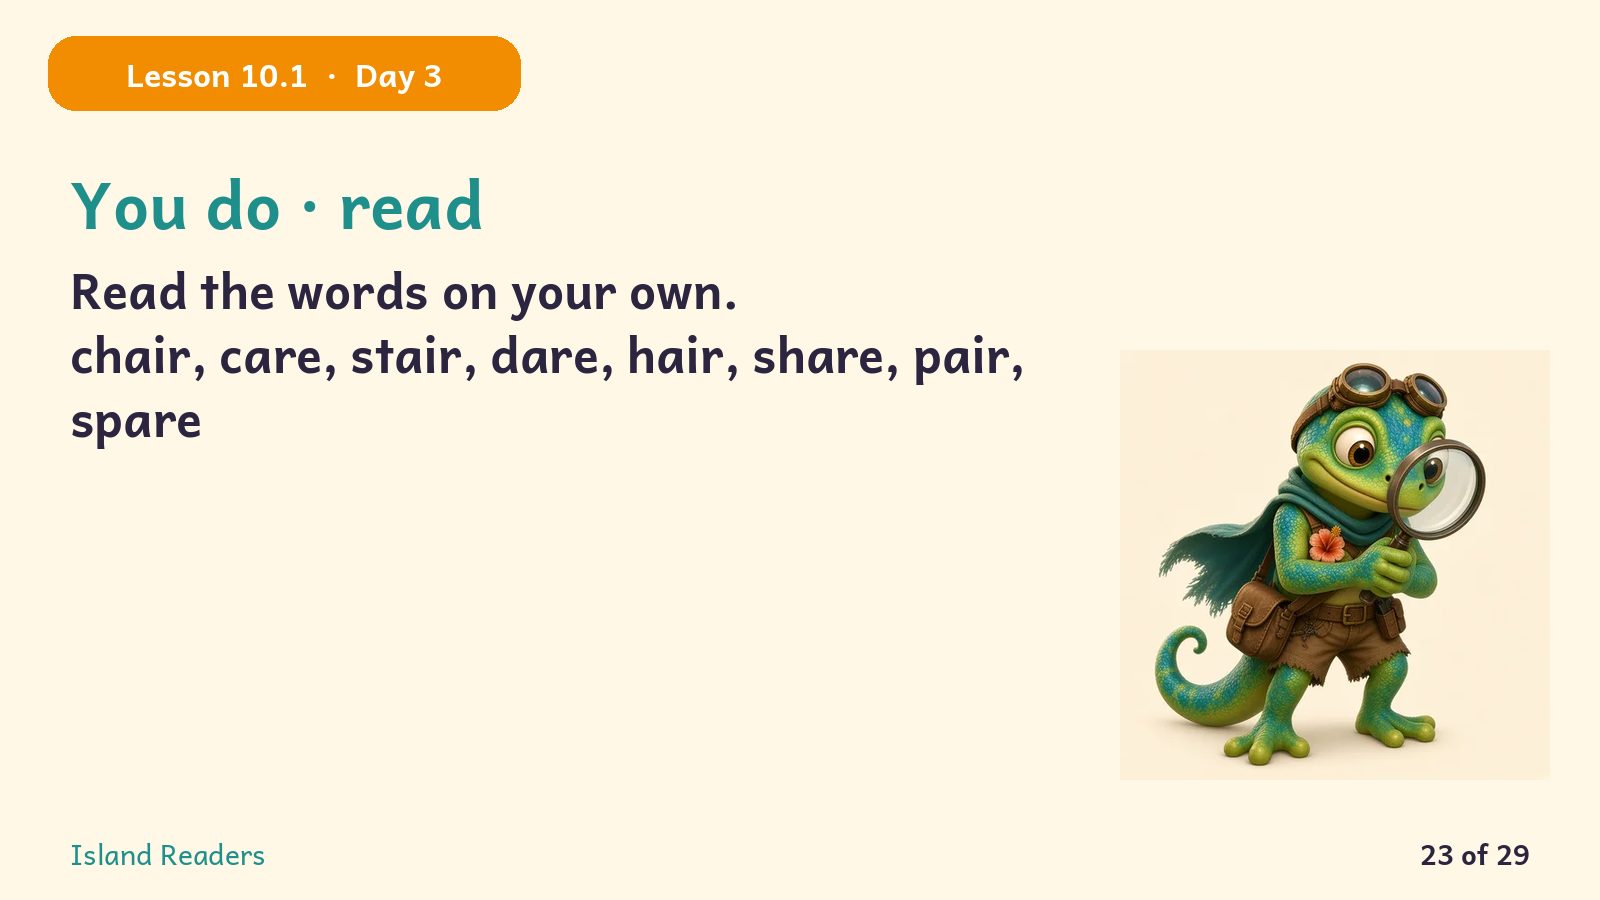 Lesson 10.1 · Day 3
You do · read
Read the words on your own.
chair, care, stair, dare, hair, share, pair,
spare
Island Readers
23 of 29